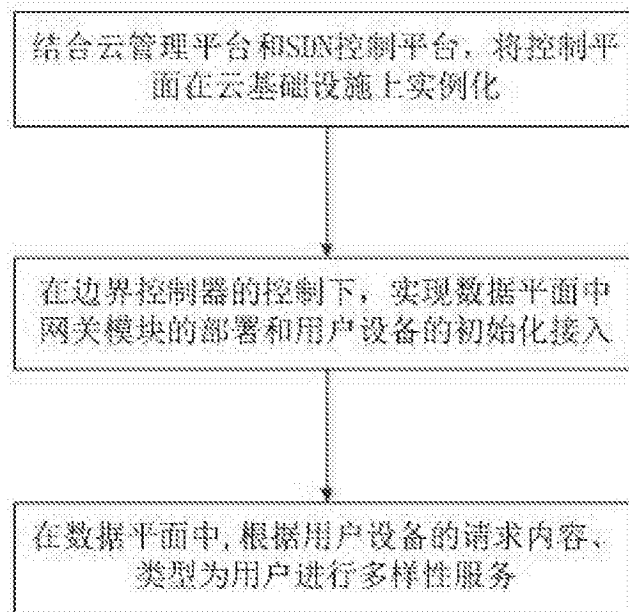 结合云管理平台和SDN控制平台，将控制平
面在云基础设施上实例化
在边界控制器的控制下，实现数据平面中
网关模块的部署和用户设备的初始化接入
在数据平面中,根据用户设备的请求内容、
类型为用户进行多样性服务